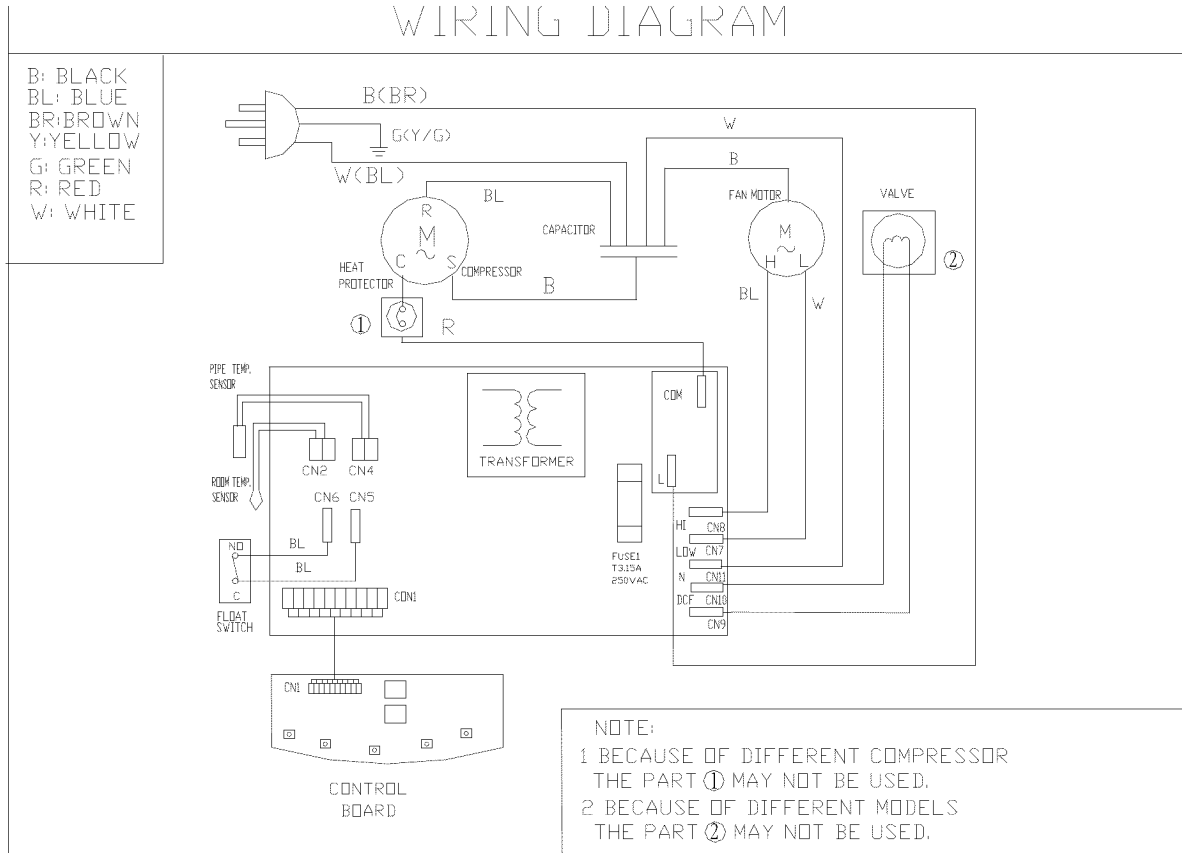 WIRING DIAGRAM
B: BLACK
BL: BLUE
BR:BROWN
Y:YELLOW
G: GREEN
R: RED
W: WHITE
B(BR)
G(Y/G)
W(BL)
W
B
BL
R
M
~
C S
HEAT
PROTECTOR
COMPRESSOR
CAPACITOR
B
FAN MOTOR
M
~
H L
BL
W
VALVE
②
①
R
PIPE TEMP.
SENSOR
ROOM TEMP.
SENSOR
CN2 CN4
CN6 CN5
TRANSFORMER
COM
L
FUSE1
T3.15A
250VAC
HI CN8
LOW CN7
N CN11
DCF CN10
CN9
NO
C
BL
BL
FLOAT
SWITCH
CON1
CN1
CONTROL
BOARD
NOTE:
1 BECAUSE OF DIFFERENT COMPRESSOR
THE PART ① MAY NOT BE USED.
2 BECAUSE OF DIFFERENT MODELS
THE PART ② MAY NOT BE USED.